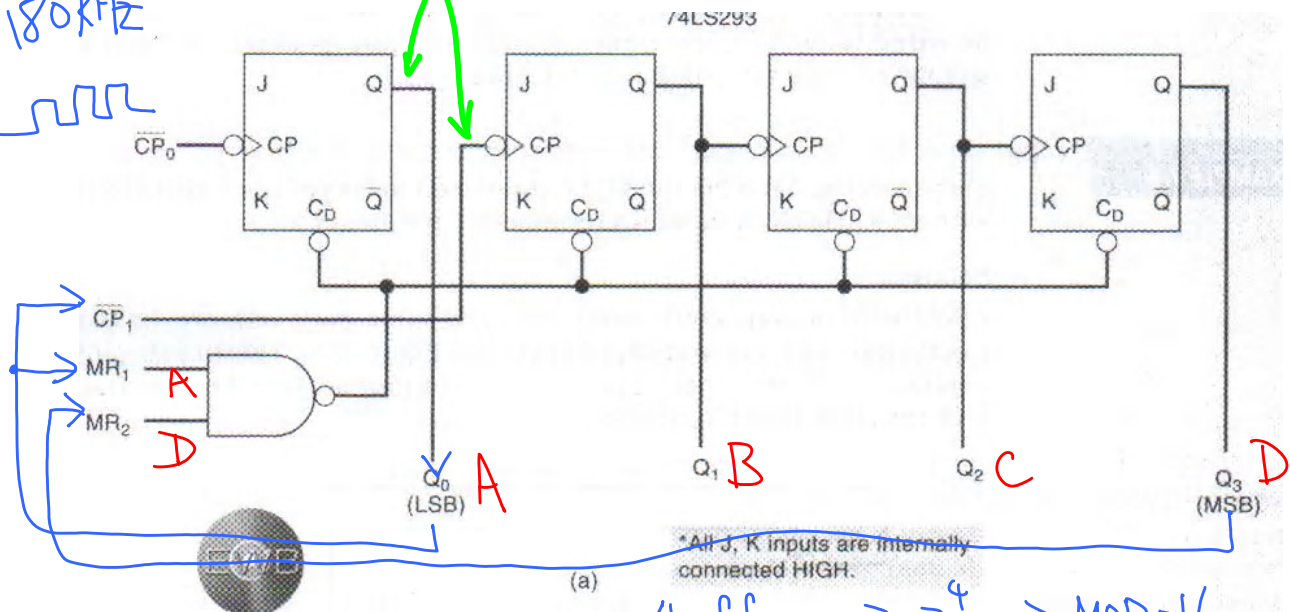 180KHz
74LS293
J Q J Q J Q J Q
CP₀ CP CP CP CP
K C_D Q̄ K C_D Q̄ K C_D Q̄ K C_D Q̄
CP₁
MR₁ A
MR₂ D
Q₀ A Q₁ B Q₂ C Q₃ D
(LSB) (MSB)
*All J, K inputs are internally
connected HIGH.
(a)
MOD-